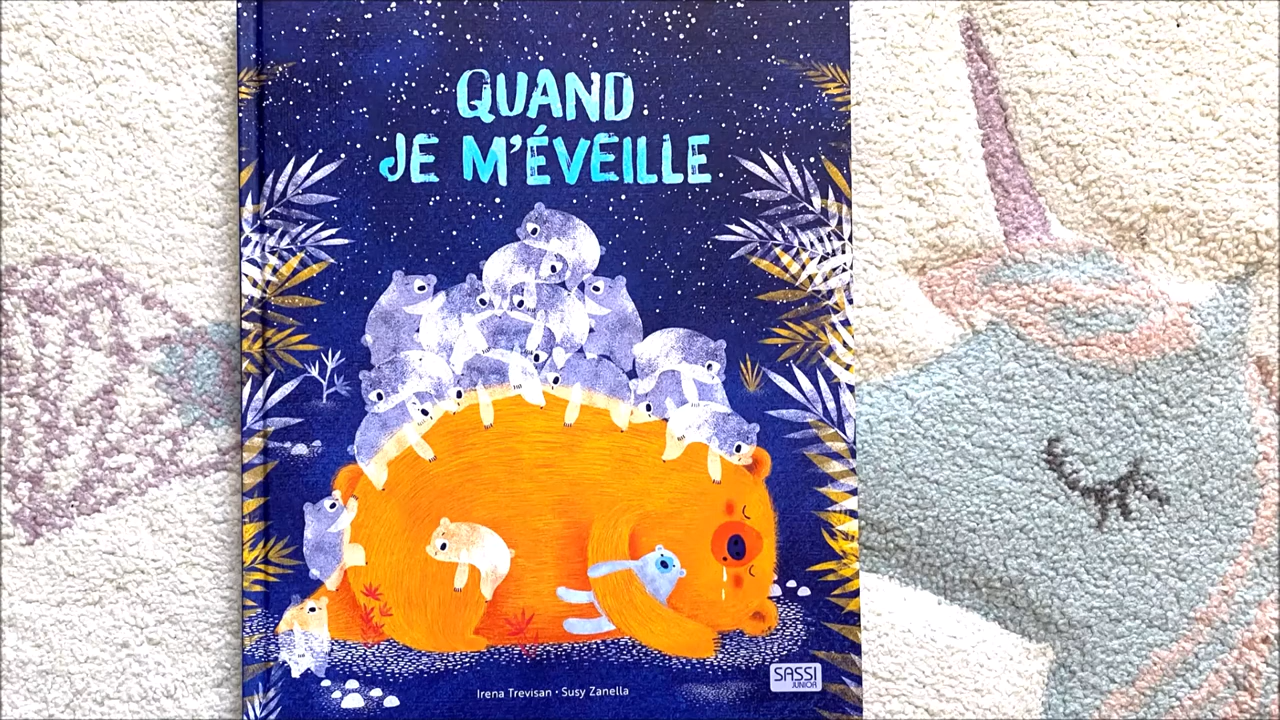 QUAND
JE M'ÉVEILLE
Irena Trevisan • Susy Zanella
SASSI
JUNIOR